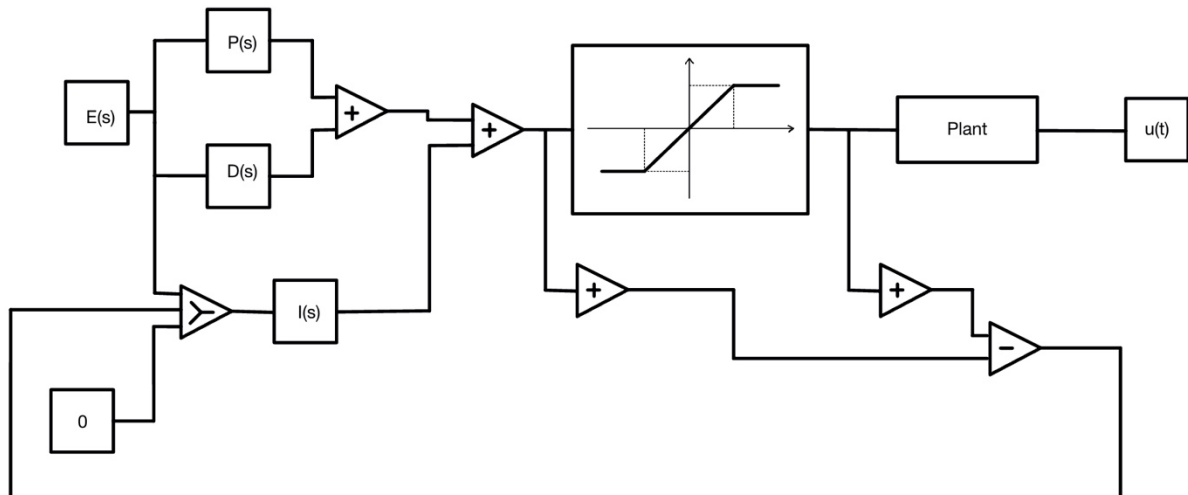 P(s)
E(s)
+
+
Plant
u(t)
D(s)
+
+
I(s)
−
0